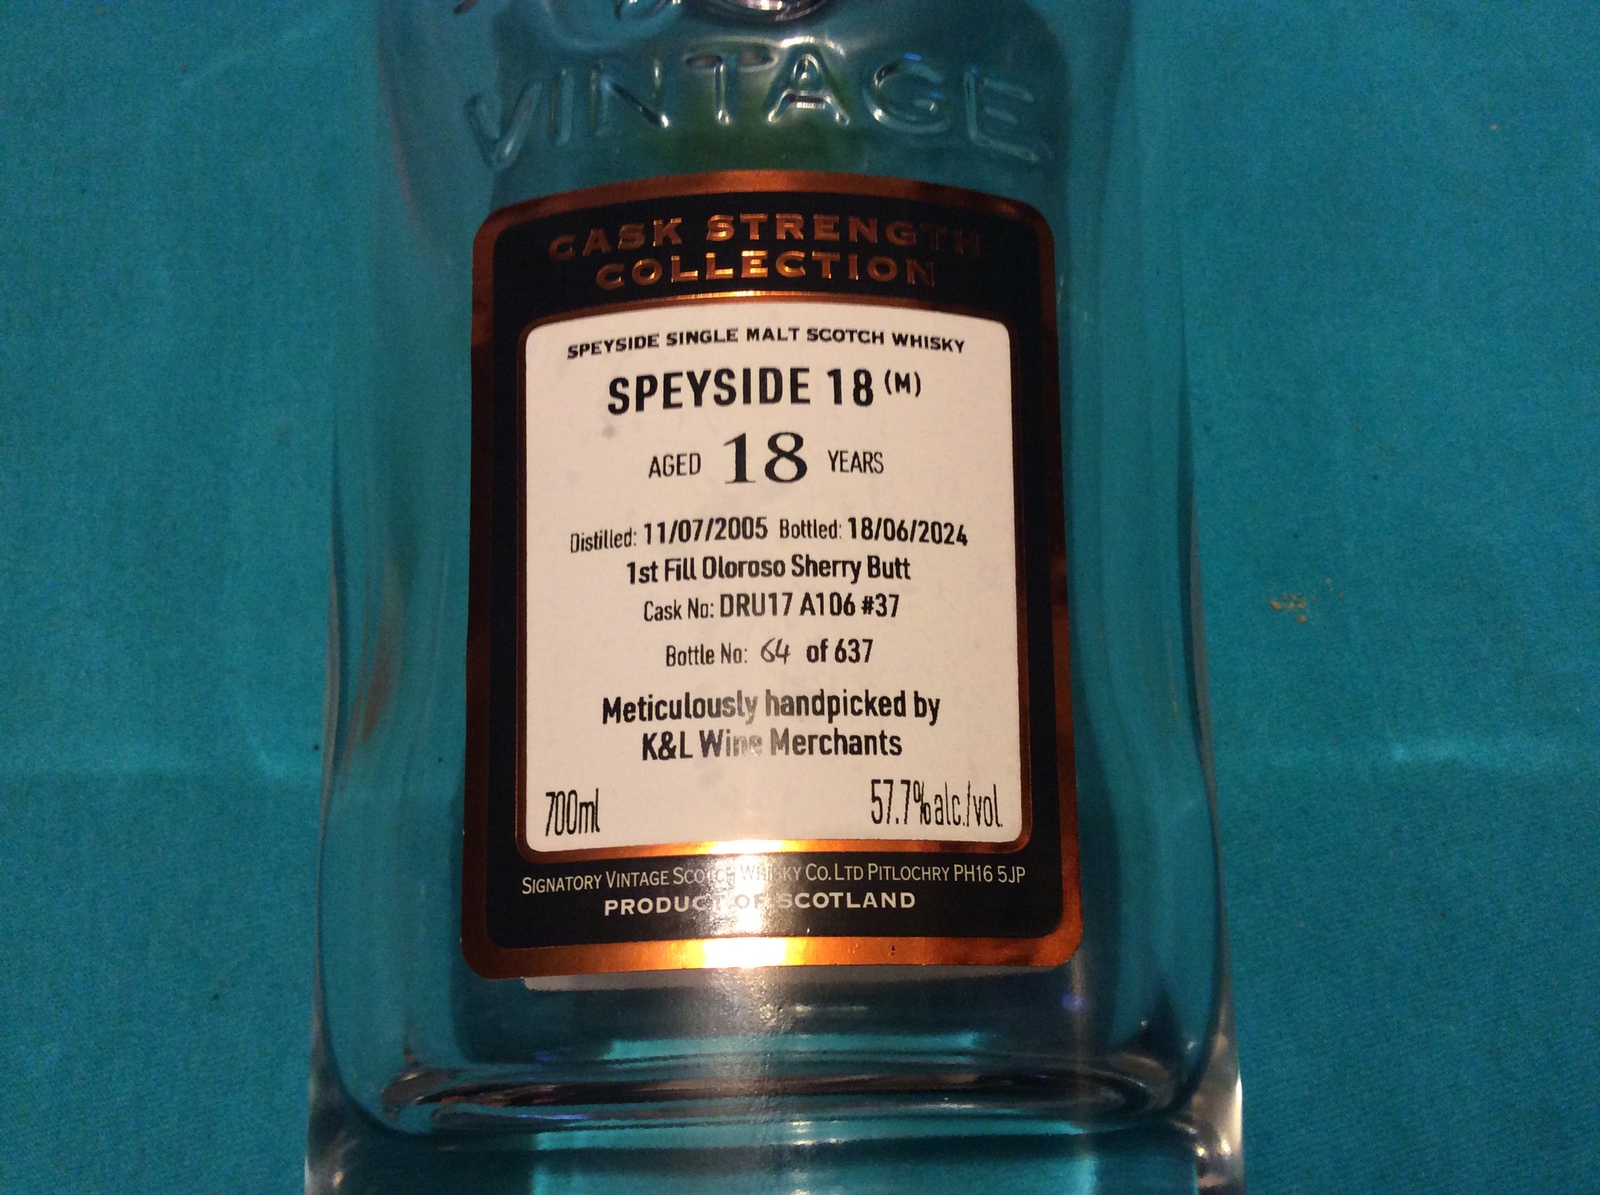 VINTAGE
CASK STRENGTH
COLLECTION
SPEYSIDE SINGLE MALT SCOTCH WHISKY
SPEYSIDE 18 (M)
AGED 18 YEARS
Distilled: 11/07/2005 Bottled: 18/06/2024
1st Fill Oloroso Sherry Butt
Cask No: DRU17 A106 #37
Bottle No: 64 of 637
Meticulously handpicked by
K&L Wine Merchants
700ml 57.7%alc./vol.
SIGNATORY VINTAGE SCOTCH WHISKY CO. LTD PITLOCHRY PH16 5JP
PRODUCT OF SCOTLAND